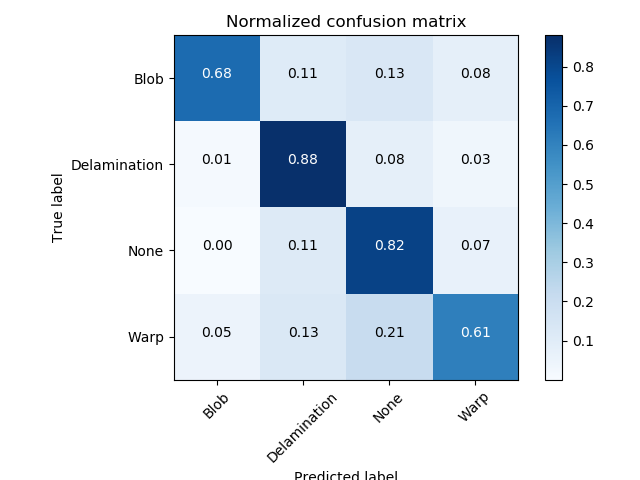 Normalized confusion matrix
True label
Blob 0.68 0.11 0.13 0.08
Delamination 0.01 0.88 0.08 0.03
None 0.00 0.11 0.82 0.07
Warp 0.05 0.13 0.21 0.61
Blob Delamination None Warp
Predicted label
0.8
0.7
0.6
0.5
0.4
0.3
0.2
0.1